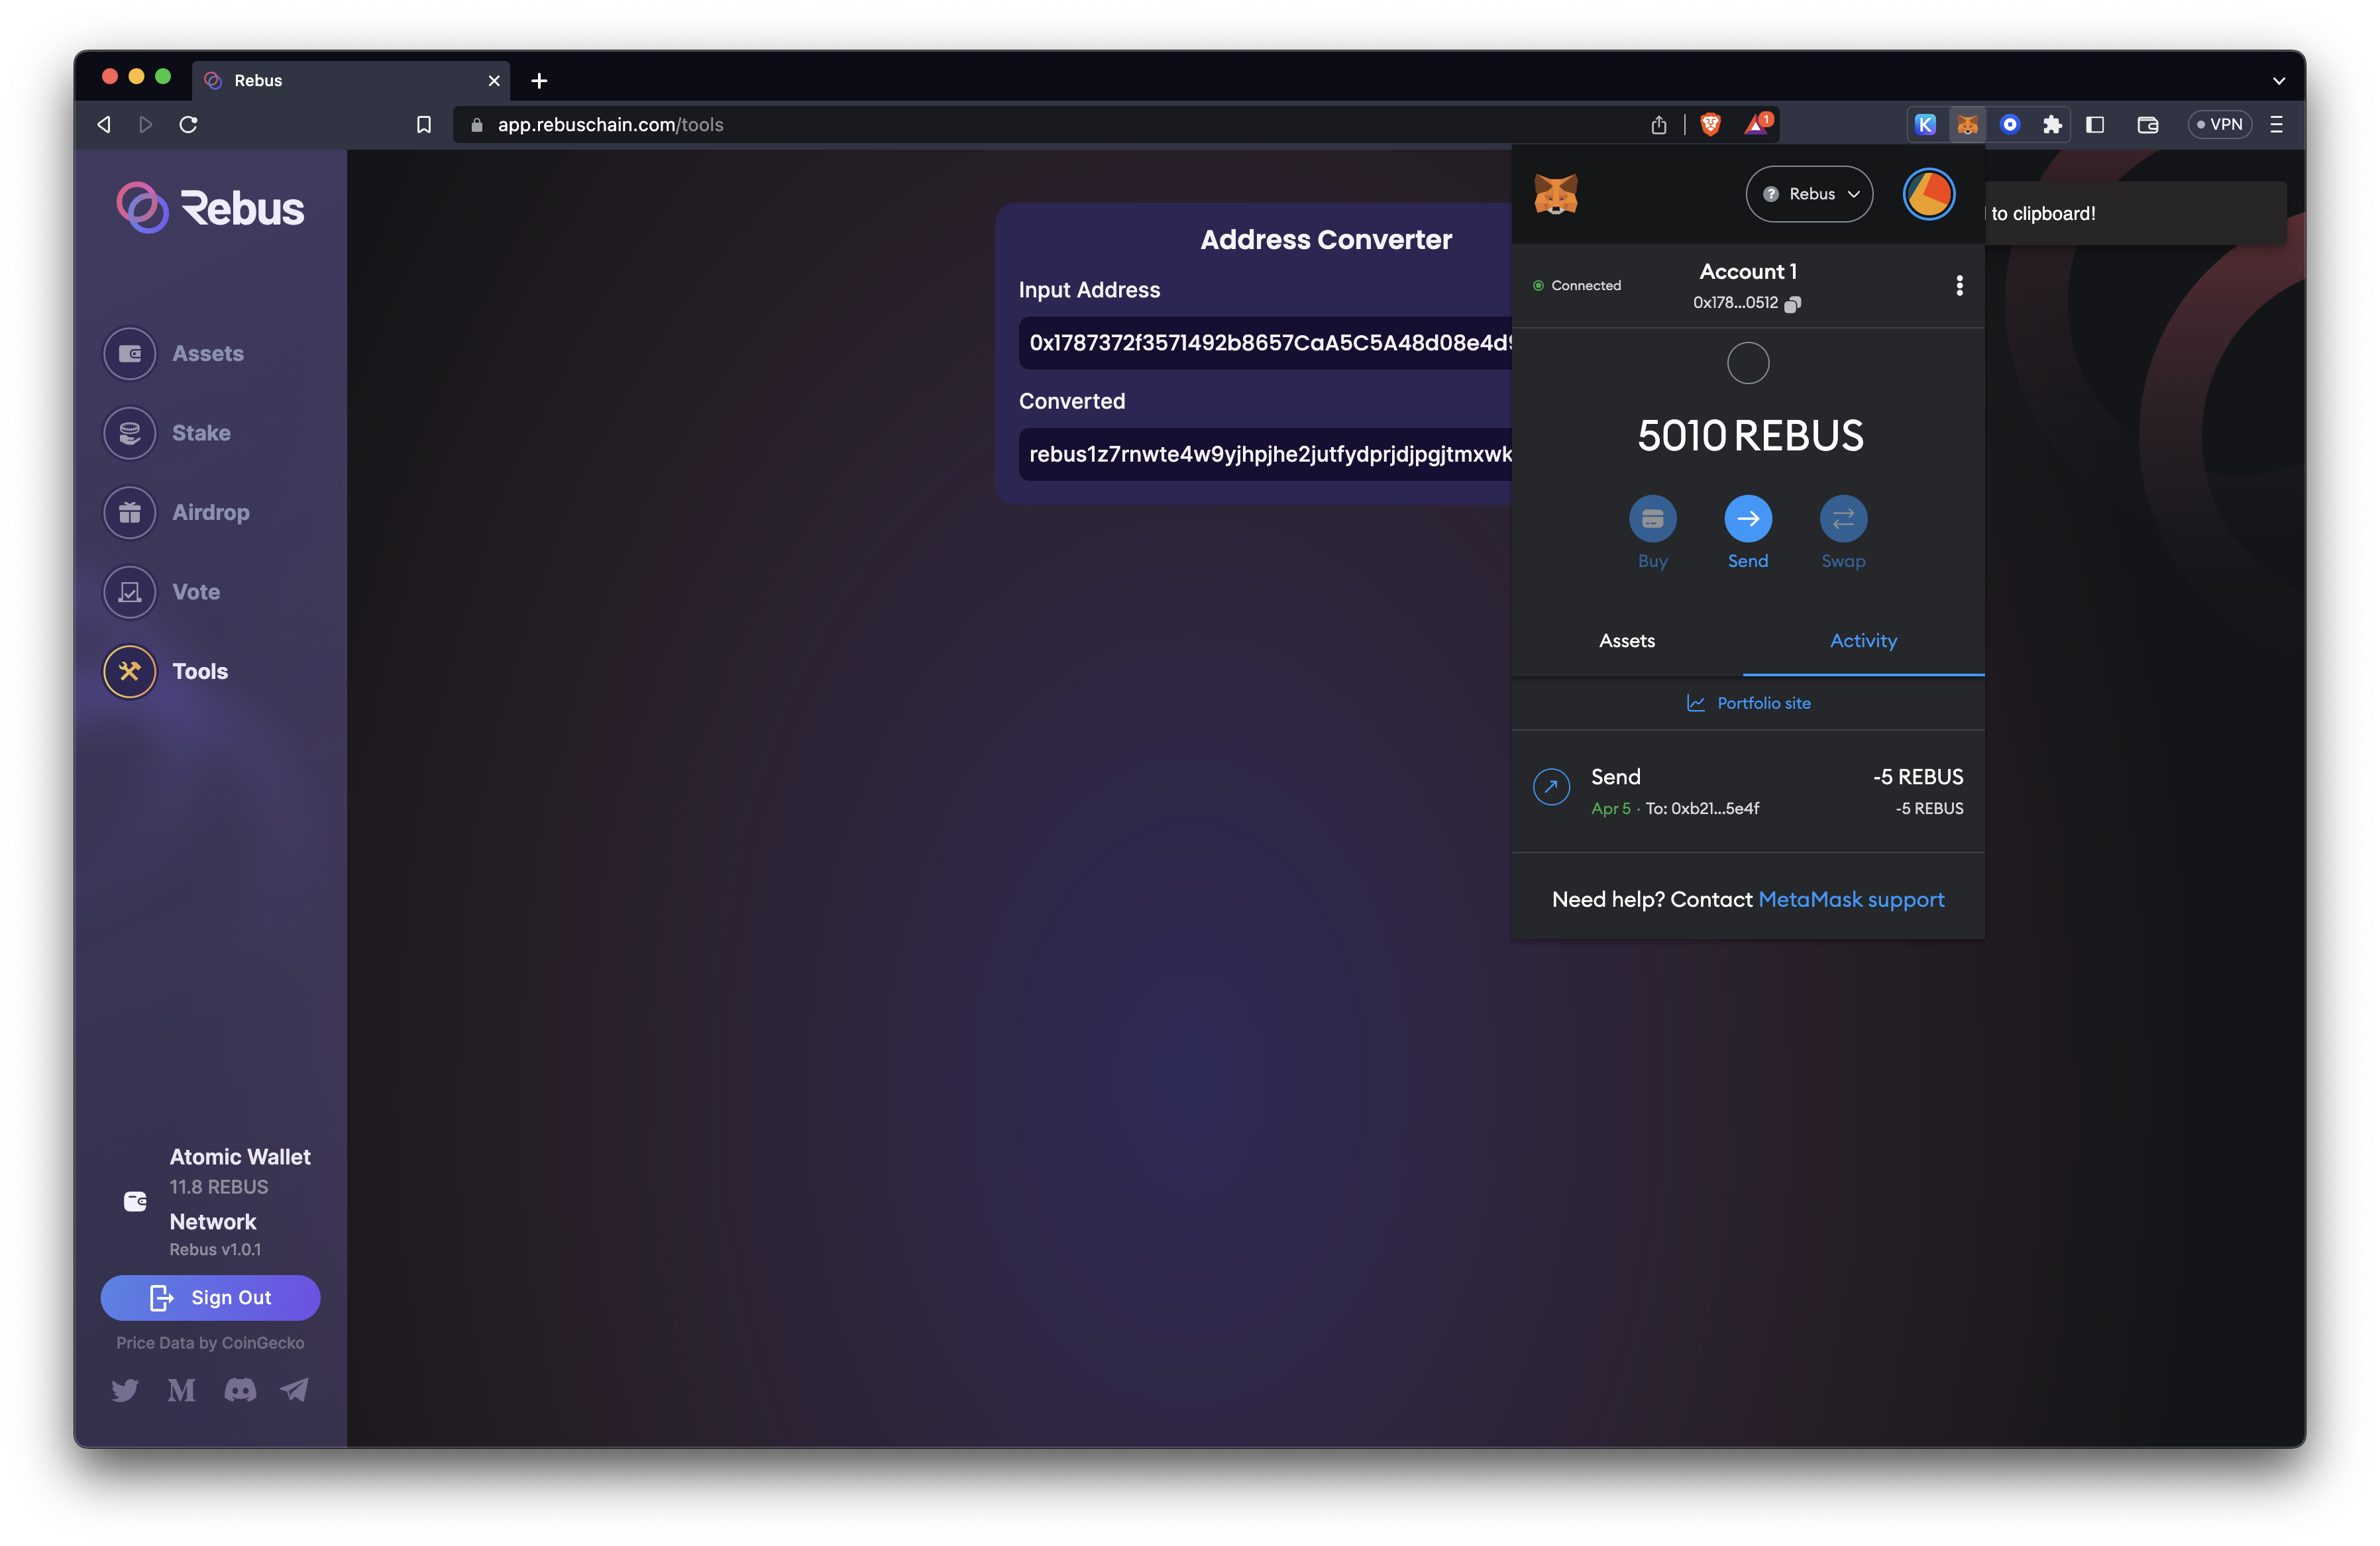 Rebus
app.rebuschain.com/tools
1
VPN
Rebus
Assets
Stake
Airdrop
Vote
Tools
Atomic Wallet
11.8 REBUS
Network
Rebus v1.0.1
Sign Out
Price Data by CoinGecko
Address Converter
Input Address
0x1787372f3571492b8657CaA5C5A48d08e4d
Converted
rebus1z7rnwte4w9yjhpjhe2jutfydprjdjpgjtmxwk
Rebus
to clipboard!
Connected
Account 1
0x178...0512
5010 REBUS
Buy
Send
Swap
Assets
Activity
Portfolio site
Send
-5 REBUS
Apr 5 · To: 0xb21...5e4f
-5 REBUS
Need help? Contact MetaMask support